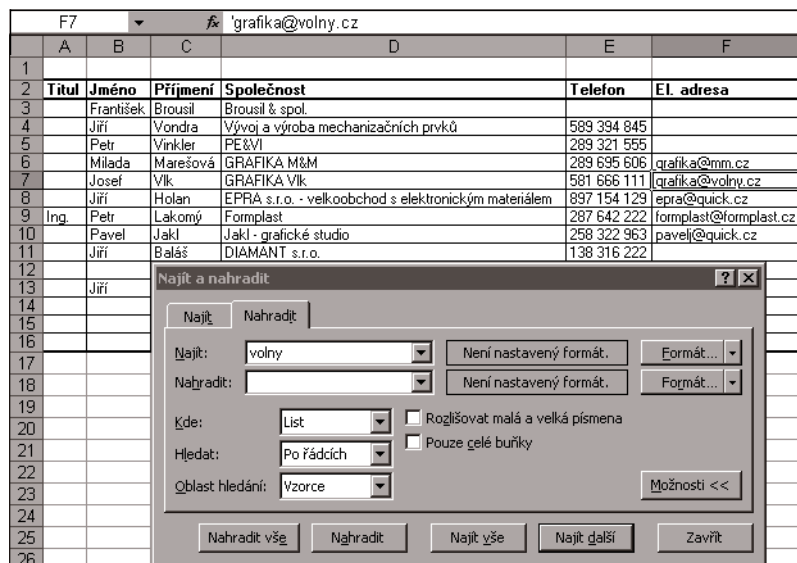 F7 fx 'grafika@volny.cz
A B C D E F
1
2 Titul Jméno Příjmení Společnost Telefon El. adresa
3 František Brousil Brousil & spol.
4 Jiří Vondra Vývoj a výroba mechanizačních prvků 589 394 845
5 Petr Vinkler PE&VI 289 321 555
6 Milada Marešová GRAFIKA M&M 289 695 606 grafika@mm.cz
7 Josef Vlk GRAFIKA Vlk 581 666 111 grafika@volny.cz
8 Jiří Holan EPRA s.r.o. - velkoobchod s elektronickým materiálem 897 154 129 epra@quick.cz
9 Ing. Petr Lakomý Formplast 287 642 222 formplast@formplast.cz
10 Pavel Jakl Jakl - grafické studio 258 322 963 pavelj@quick.cz
11 Jiří Baláš DIAMANT s.r.o. 138 316 222
12
13 Jiří
14
15
16
17
18
19
20
21
22
23
24
25
26
Najít a nahradit
Najít Nahradit
Najít: volny Není nastavený formát. Formát...
Nahradit: Není nastavený formát. Formát...
Kde: List Rozlišovat malá a velká písmena
Hledat: Po řádcích Pouze celé buňky
Oblast hledání: Vzorce Možnosti <<
Nahradit vše Nahradit Najít vše Najít další Zavřít